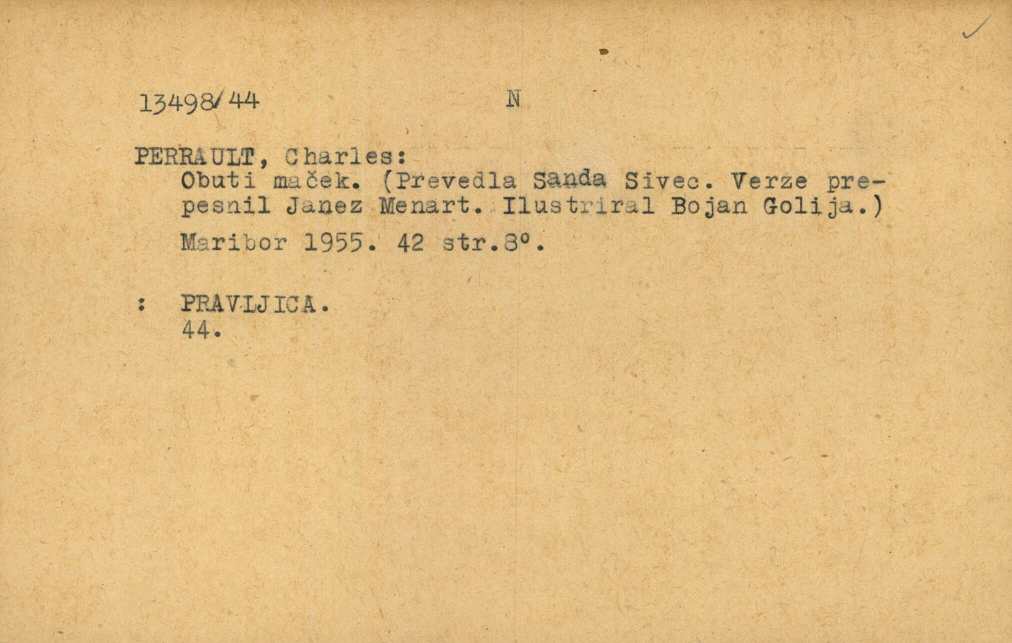 13498/44 N
PERRAULT, Charles:
Obuti maček. (Prevedla Sanda Sivec. Verze pre-
pesnil Janez Menart. Ilustriral Bojan Golija.)
Maribor 1955. 42 str.8º.
: PRAVLJICA.
44.